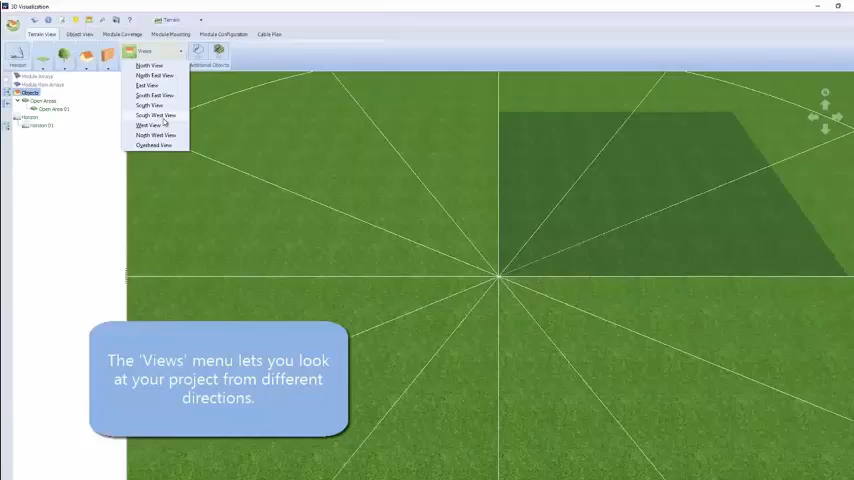 3D Visualization
Terrain
Terrain View Object View Module Coverage Module Mounting Module Configuration Cable Plan
Views
Horizon
Additional Objects
North View
North East View
East View
South East View
South View
South West View
West View
North West View
Overhead View
Module Arrays
Module Row Arrays
Objects
Open Areas
Open Area 01
Horizon
Horizon 01
The 'Views' menu lets you look
at your project from different
directions.